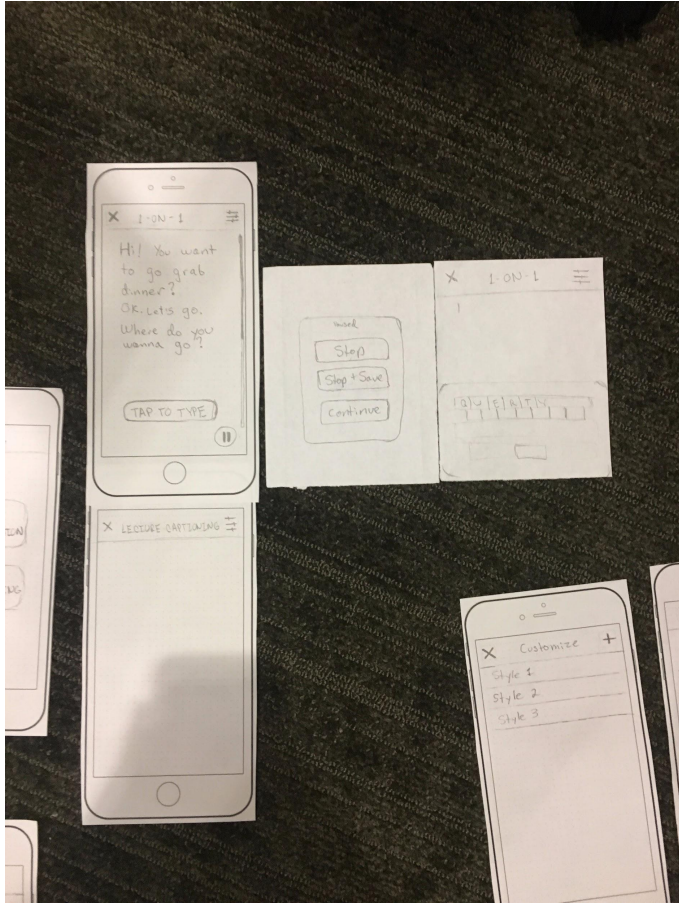 X 1-ON-1
Hi! You want
to go grab
dinner?
OK. Let's go.
Where do you
wanna go?
TAP TO TYPE
Stop
Stop + Save
Continue
X 1-ON-1
Q W E R T Y
X LECTURE CAPTIONING
X Customize +
Style 1
Style 2
Style 3